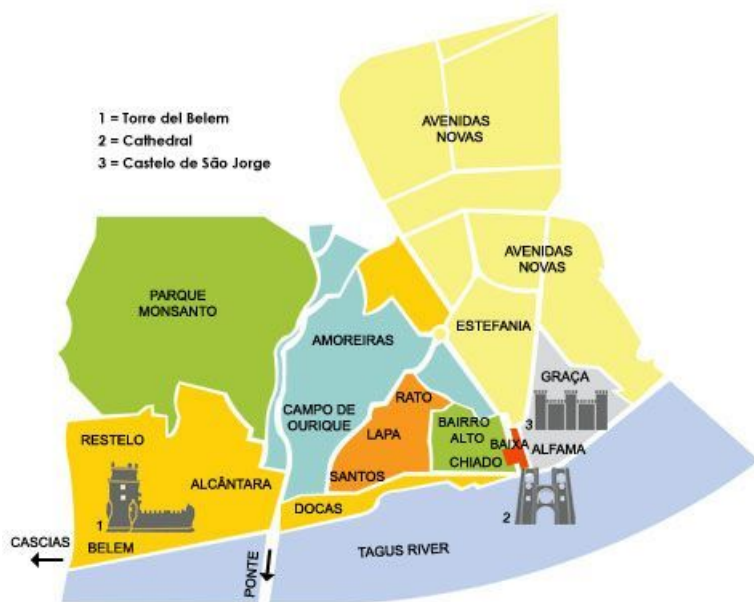 1 = Torre del Belem
2 = Cathedral
3 = Castelo de São Jorge
AVENIDAS
NOVAS
AVENIDAS
NOVAS
PARQUE
MONSANTO
ESTEFANIA
AMOREIRAS
GRAÇA
RATO
CAMPO DE
OURIQUE
BAIRRO
ALTO
3
RESTELO
LAPA
BAIXA
ALFAMA
CHIADO
SANTOS
ALCÂNTARA
DOCAS
1
2
CASCIAS
BELEM
TAGUS RIVER
PONTE